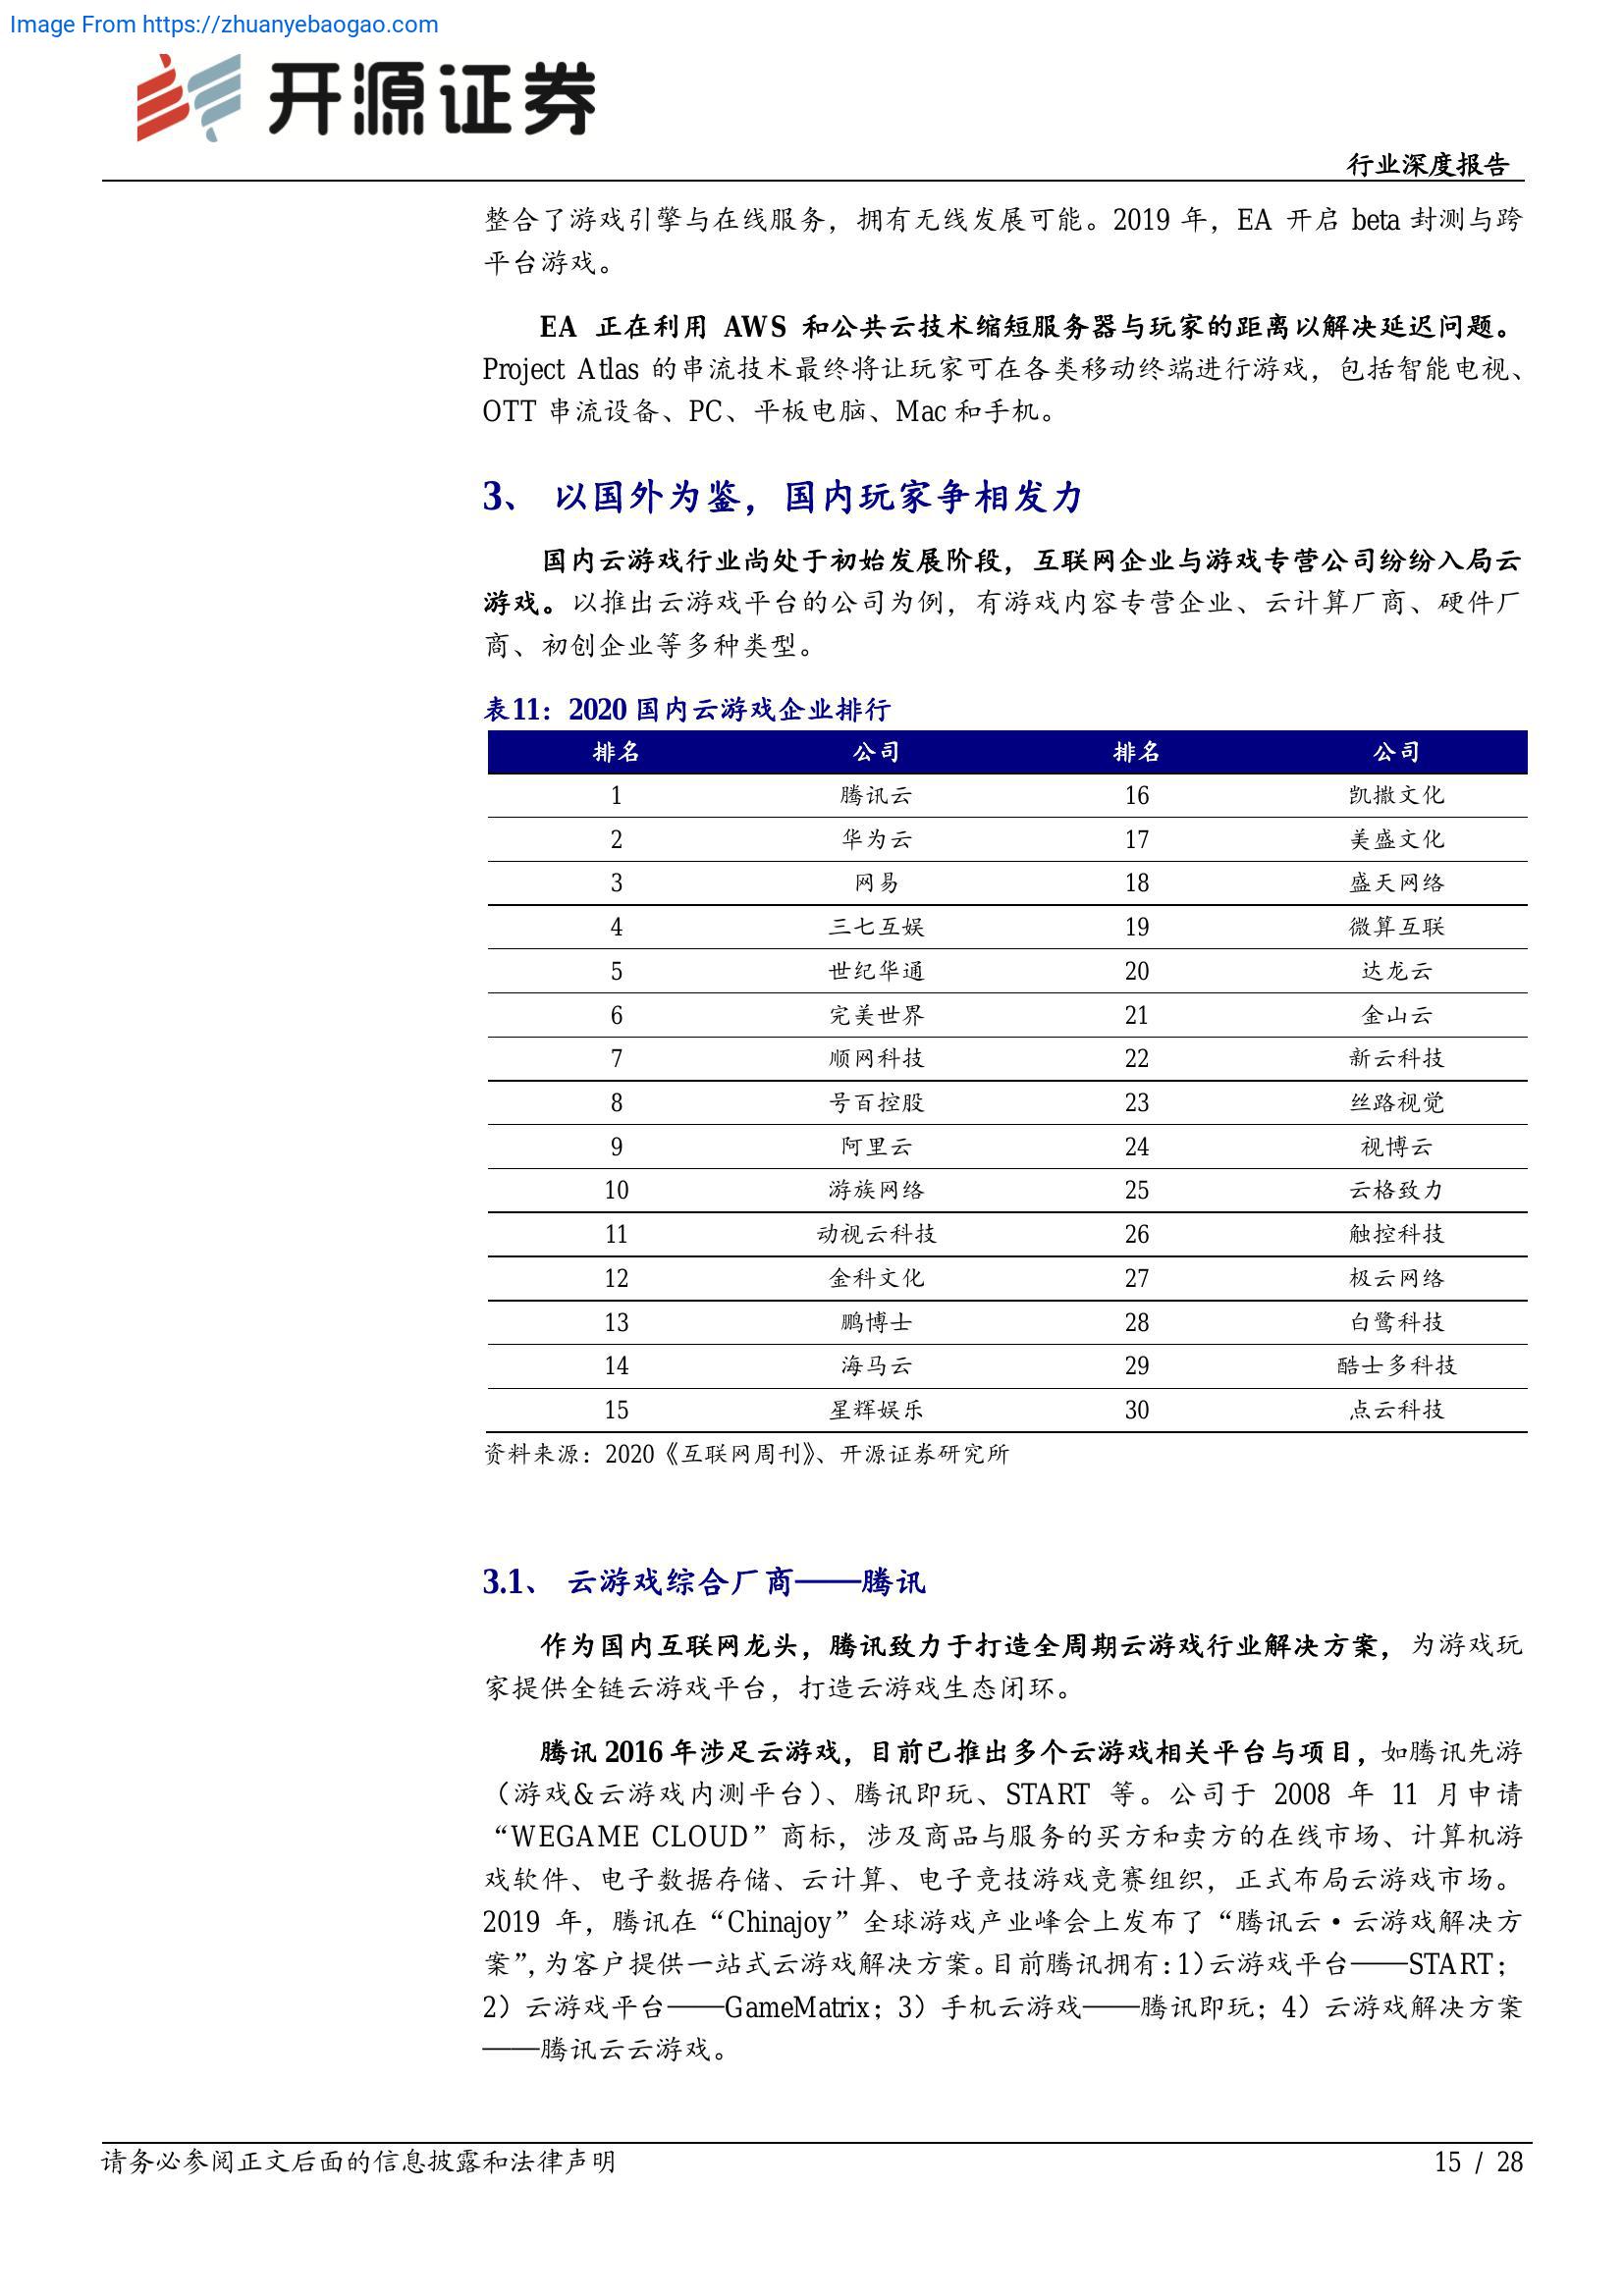 Image From https://zhuanyebaogao.com
开源证券
行业深度报告
整合了游戏引擎与在线服务，拥有无线发展可能。2019 年，EA 开启 beta 封测与跨
平台游戏。
EA 正在利用 AWS 和公共云技术缩短服务器与玩家的距离以解决延迟问题。
Project Atlas 的串流技术最终将让玩家可在各类移动终端进行游戏，包括智能电视、
OTT 串流设备、PC、平板电脑、Mac 和手机。
3、 以国外为鉴，国内玩家争相发力
国内云游戏行业尚处于初始发展阶段，互联网企业与游戏专营公司纷纷入局云
游戏。以推出云游戏平台的公司为例，有游戏内容专营企业、云计算厂商、硬件厂
商、初创企业等多种类型。
表11：2020 国内云游戏企业排行
排名 公司 排名 公司
1 腾讯云 16 凯撒文化
2 华为云 17 美盛文化
3 网易 18 盛天网络
4 三七互娱 19 微算互联
5 世纪华通 20 达龙云
6 完美世界 21 金山云
7 顺网科技 22 新云科技
8 号百控股 23 丝路视觉
9 阿里云 24 视博云
10 游族网络 25 云格致力
11 动视云科技 26 触控科技
12 金科文化 27 极云网络
13 鹏博士 28 白鹭科技
14 海马云 29 酷士多科技
15 星辉娱乐 30 点云科技
资料来源：2020《互联网周刊》、开源证券研究所
3.1、 云游戏综合厂商——腾讯
作为国内互联网龙头，腾讯致力于打造全周期云游戏行业解决方案，为游戏玩
家提供全链云游戏平台，打造云游戏生态闭环。
腾讯 2016 年涉足云游戏，目前已推出多个云游戏相关平台与项目，如腾讯先游
（游戏&云游戏内测平台）、腾讯即玩、START 等。公司于 2008 年 11 月申请
“WEGAME CLOUD”商标，涉及商品与服务的买方和卖方的在线市场、计算机游
戏软件、电子数据存储、云计算、电子竞技游戏竞赛组织，正式布局云游戏市场。
2019 年，腾讯在“Chinajoy”全球游戏产业峰会上发布了“腾讯云•云游戏解决方
案”，为客户提供一站式云游戏解决方案。目前腾讯拥有：1）云游戏平台——START；
2）云游戏平台——GameMatrix；3）手机云游戏——腾讯即玩；4）云游戏解决方案
——腾讯云云游戏。
请务必参阅正文后面的信息披露和法律声明
15 / 28